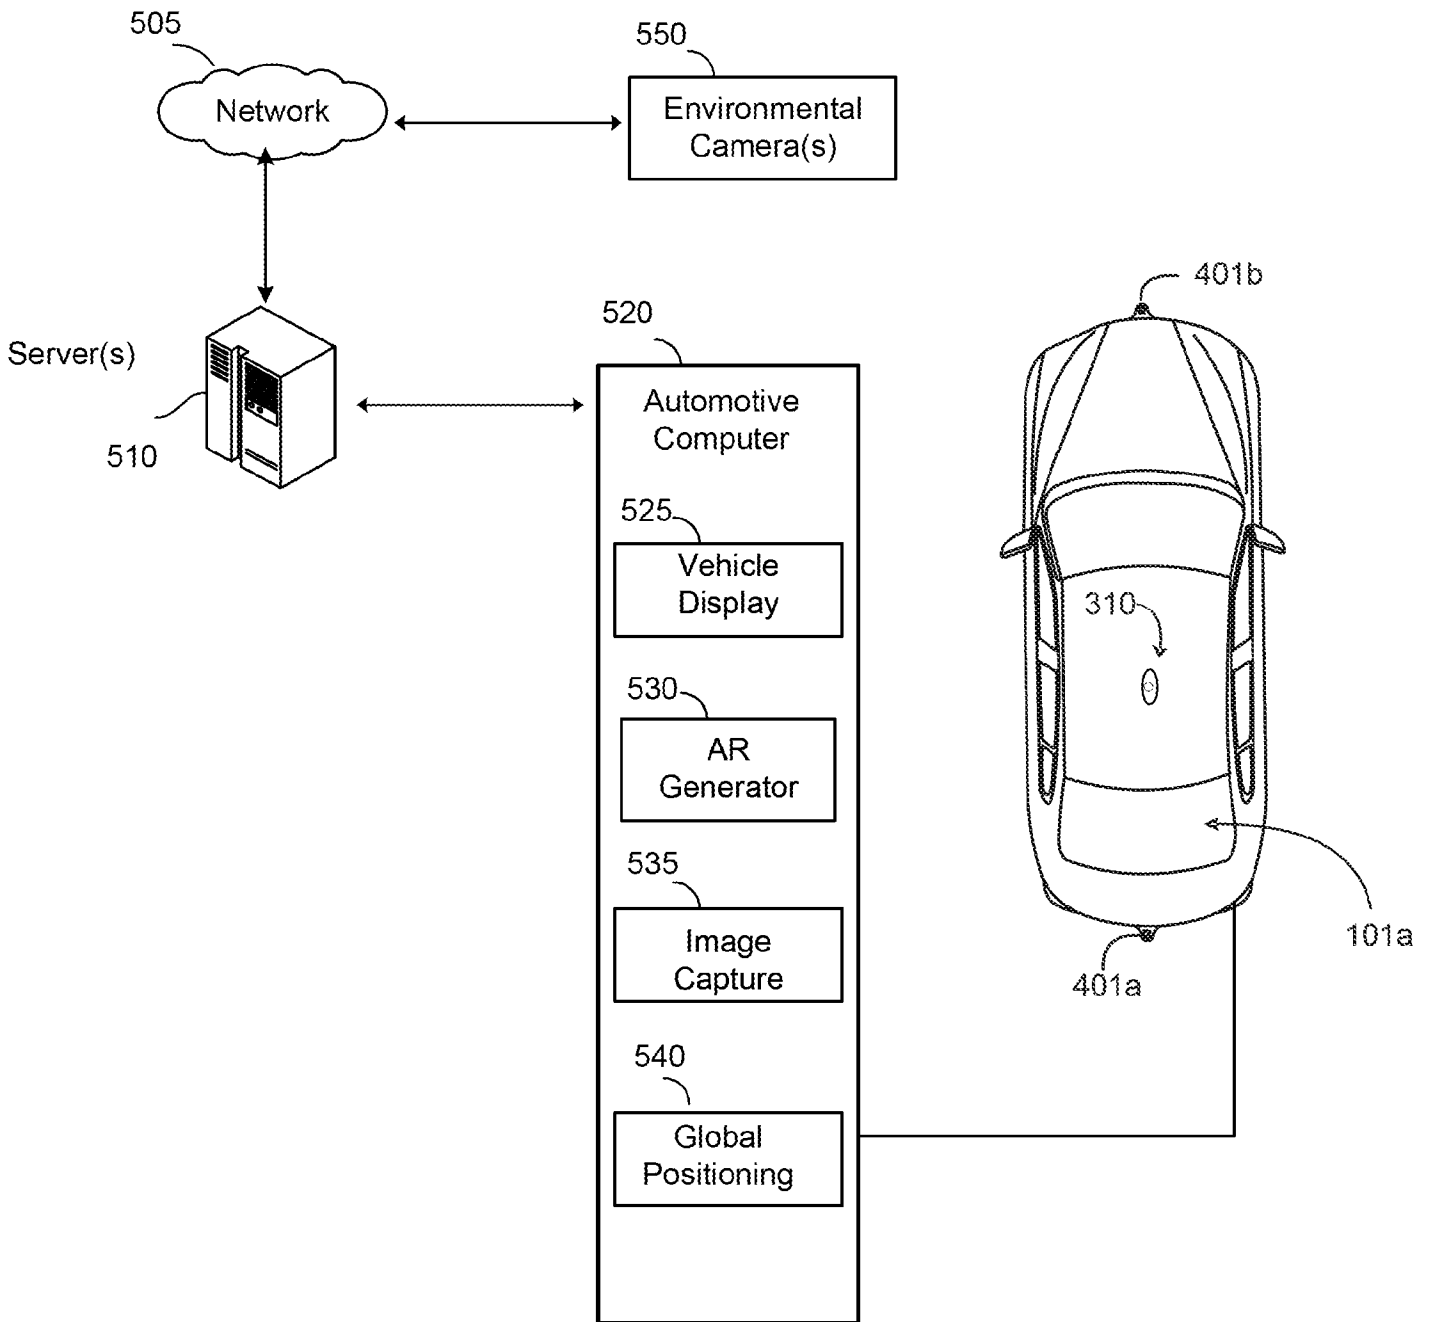 505
Network
550
Environmental
Camera(s)
401b
Server(s)
510
520
Automotive
Computer
525
Vehicle
Display
310
530
AR
Generator
535
Image
Capture
101a
401a
540
Global
Positioning